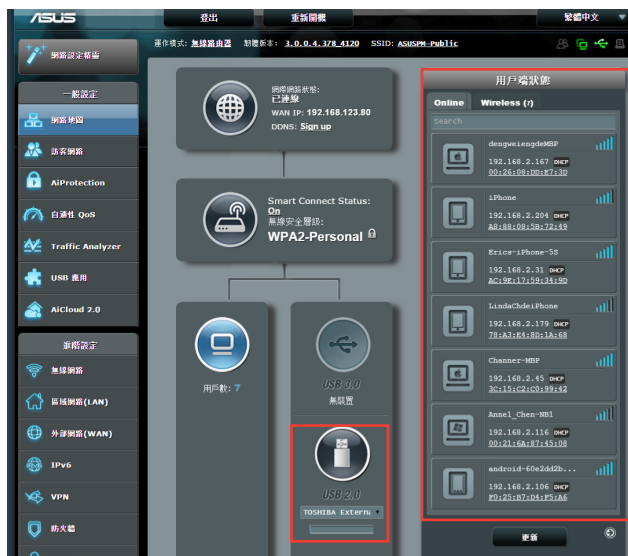 ASUS
登出
重新開機
繁體中文
運作模式: 無線路由器 韌體版本: 3.0.0.4.378_4120 SSID: ASUSPM-Public
網路設定精靈
一般設定
網路地圖
訪客網路
AiProtection
自適性 QoS
Traffic Analyzer
USB 應用
AiCloud 2.0
進階設定
無線網路
區域網路(LAN)
外部網路(WAN)
IPv6
VPN
防火牆
網際網路狀態:
已連線
WAN IP: 192.168.123.80
DDNS: Sign up
Smart Connect Status:
On
無線安全層級:
WPA2-Personal
用戶數: 7
USB 3.0
無裝置
USB 2.0
TOSHIBA Externa
用戶端狀態
Online Wireless (7)
search
dengweiengdeMBP
192.168.2.167 DHCP
00:26:08:DD:E7:3D
iPhone
192.168.2.204 DHCP
A8:88:08:5B:72:49
Erica-iPhone-5S
192.168.2.31 DHCP
AC:9E:17:59:34:9D
LindaChdeiPhone
192.168.2.179 DHCP
78:A3:E4:8D:1A:68
Channer-MBP
192.168.2.45 DHCP
3C:15:C2:C0:99:42
Annel_Chen-NB1
192.168.2.116 DHCP
00:21:6A:87:45:08
android-60e2dd2b...
192.168.2.106 DHCP
F0:25:B7:D4:F5:A6
更新